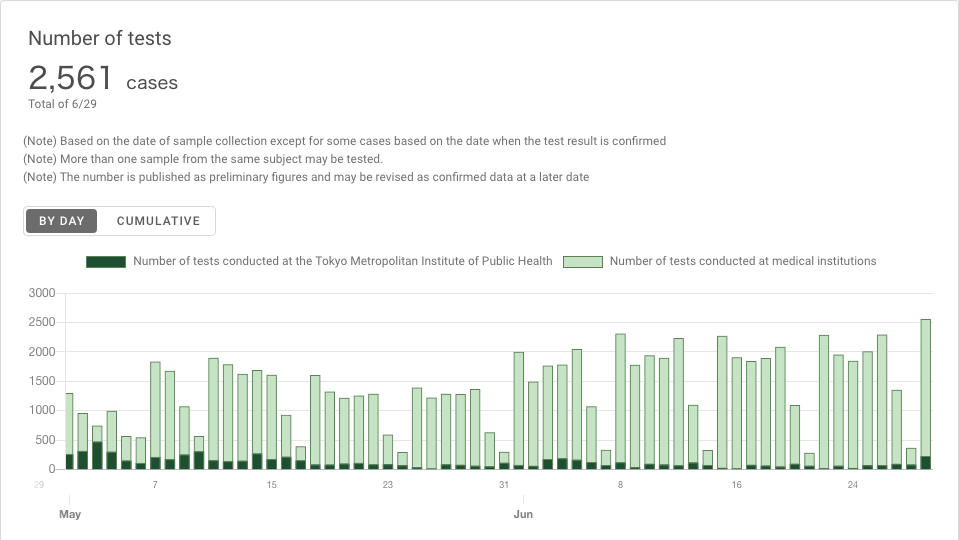 Number of tests
2,561 cases
Total of 6/29
(Note) Based on the date of sample collection except for some cases based on the date when the test result is confirmed
(Note) More than one sample from the same subject may be tested.
(Note) The number is published as preliminary figures and may be revised as confirmed data at a later date
BY DAY CUMULATIVE
Number of tests conducted at the Tokyo Metropolitan Institute of Public Health Number of tests conducted at medical institutions
3000
2500
2000
1500
1000
500
0
29 7 15 23 31 8 16 24
May Jun